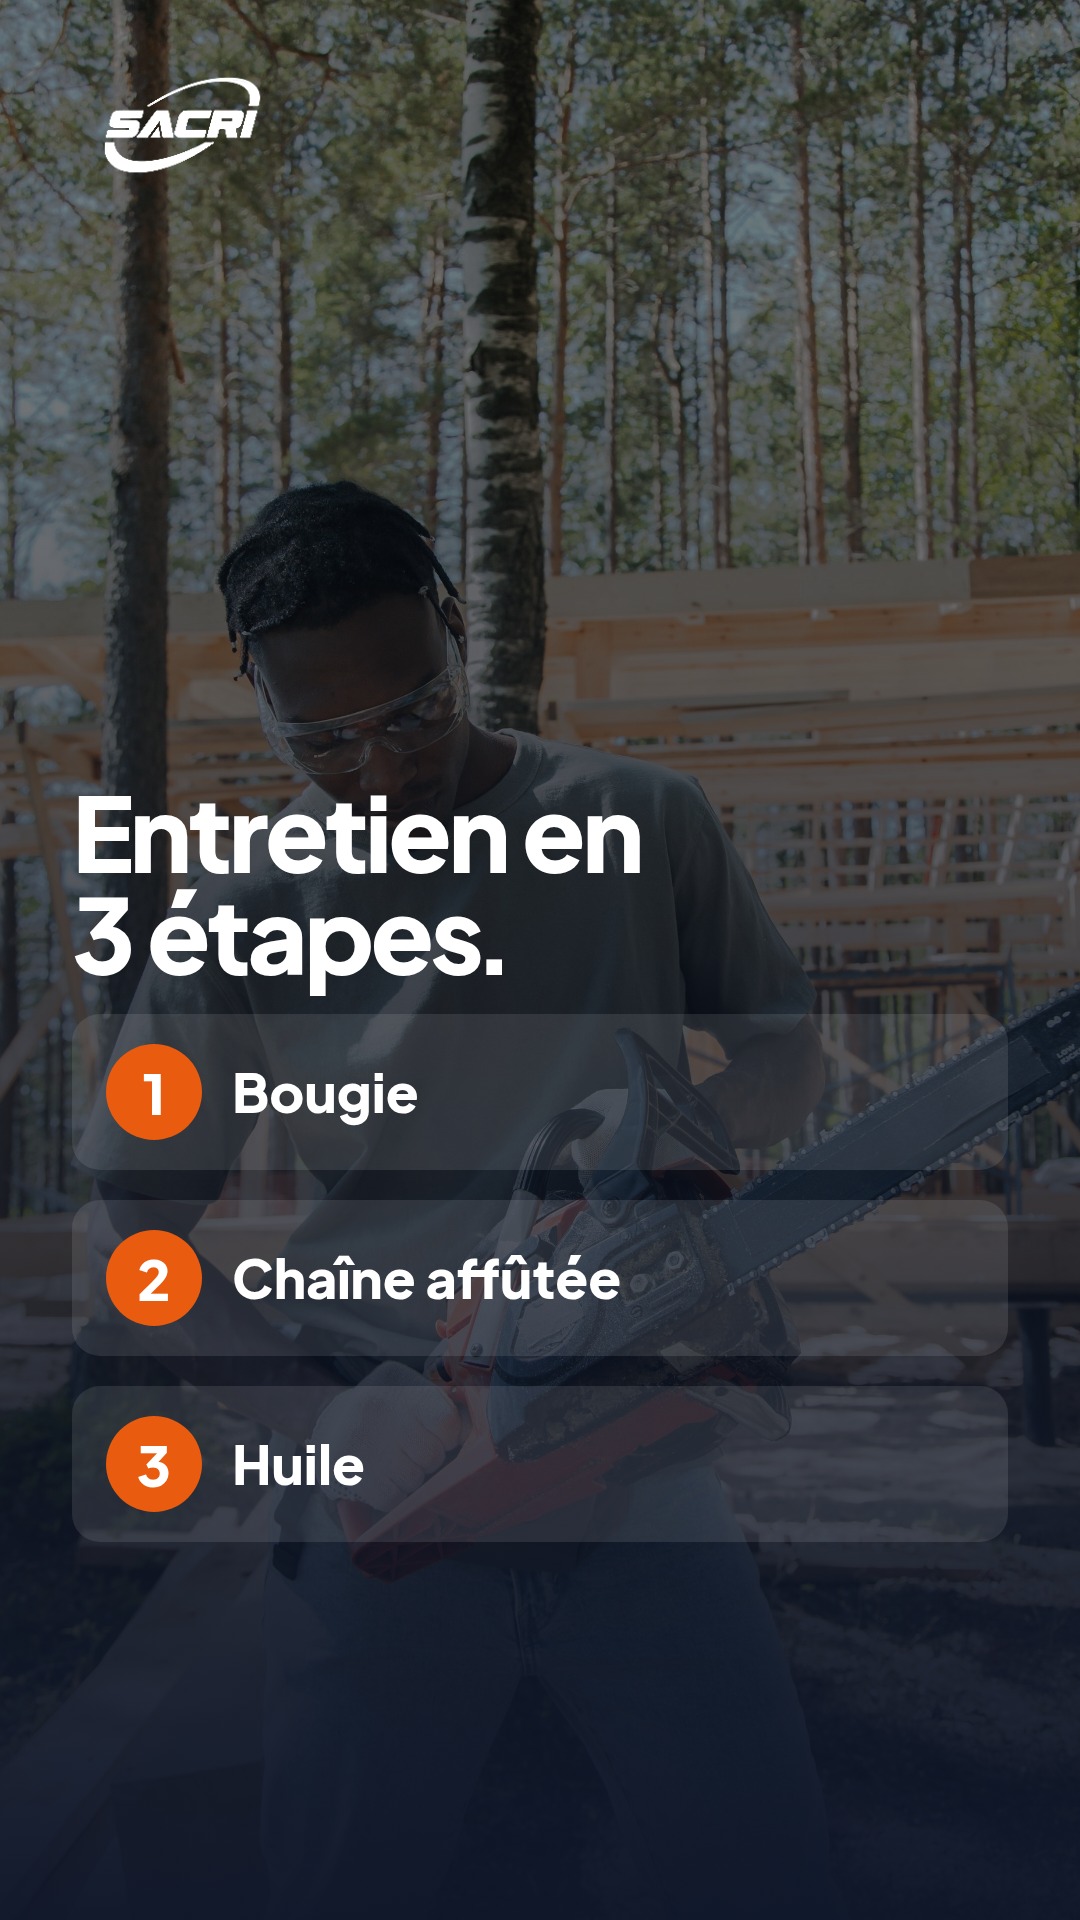 SACRI
Entretien en
3 étapes.
1 Bougie
2 Chaîne affûtée
3 Huile